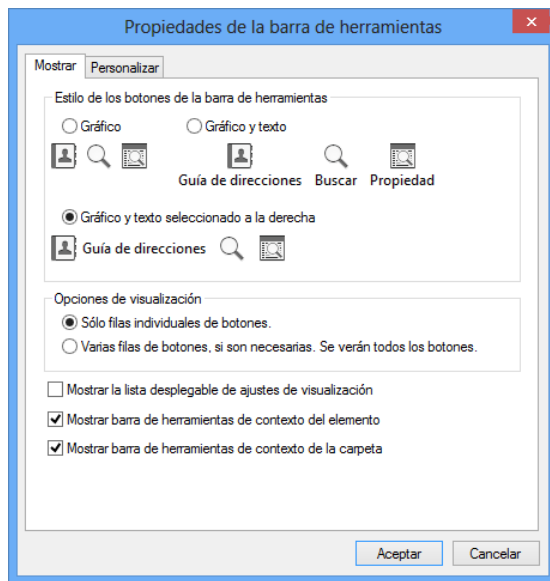 Propiedades de la barra de herramientas
Mostrar Personalizar
Estilo de los botones de la barra de herramientas
Gráfico Gráfico y texto
Guía de direcciones Buscar Propiedad
Gráfico y texto seleccionado a la derecha
Guía de direcciones
Opciones de visualización
Sólo filas individuales de botones.
Varias filas de botones, si son necesarias. Se verán todos los botones.
Mostrar la lista desplegable de ajustes de visualización
Mostrar barra de herramientas de contexto del elemento
Mostrar barra de herramientas de contexto de la carpeta
Aceptar Cancelar